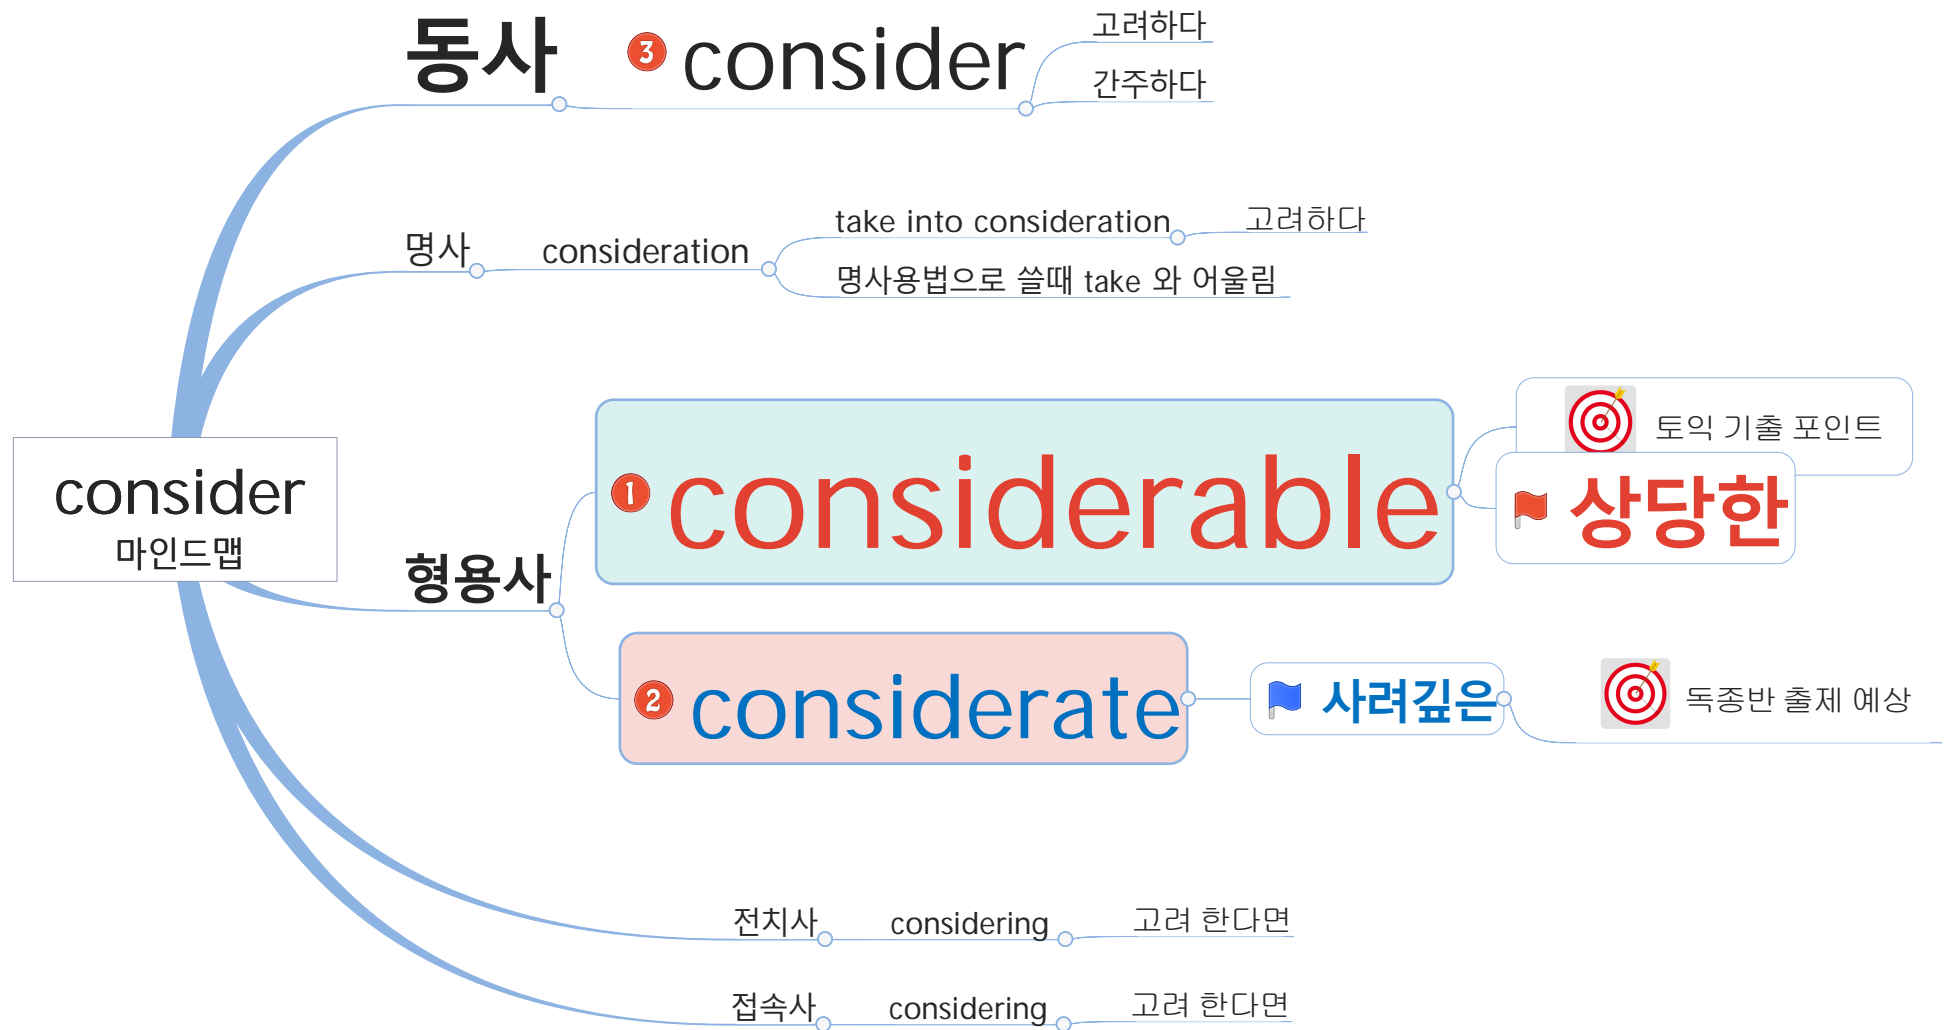 동사
3 consider
고려하다
간주하다
명사
consideration
take into consideration
고려하다
명사용법으로 쓸때 take 와 어울림
consider
마인드맵
형용사
1 considerable
토익 기출 포인트
상당한
2 considerate
사려깊은
독종반 출제 예상
전치사
considering
고려 한다면
접속사
considering
고려 한다면